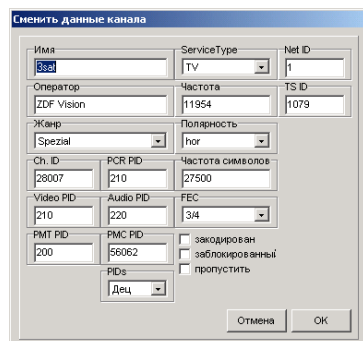 Сменить данные канала
Имя
ServiceType
Net ID
3sat
TV
1
Оператор
Частота
TS ID
ZDF Vision
11954
1079
Жанр
Полярность
Spezial
hor
Ch. ID
PCR PID
Частота символов
28007
210
27500
Video PID
Audio PID
FEC
210
220
3/4
PMT PID
PMC PID
закодирован
200
56062
заблокированный
пропустить
PIDs
Дец
Отмена
OK